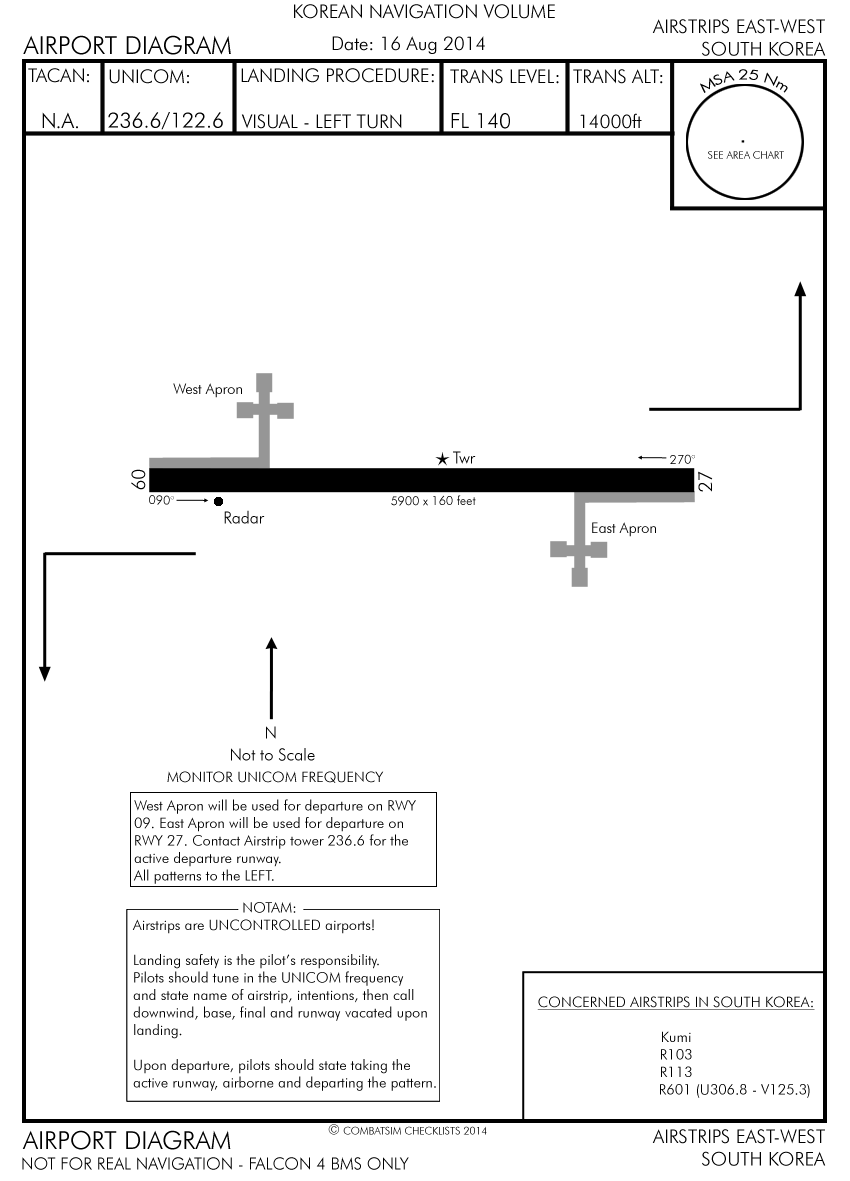 KOREAN NAVIGATION VOLUME
AIRPORT DIAGRAM
Date: 16 Aug 2014
AIRSTRIPS EAST-WEST
SOUTH KOREA
TACAN:
N.A.
UNICOM:
236.6/122.6
LANDING PROCEDURE:
VISUAL - LEFT TURN
TRANS LEVEL:
FL 140
TRANS ALT:
14000ft
MSA 25 Nm
SEE AREA CHART
West Apron
Twr
270°
09
27
090°
5900 x 160 feet
Radar
East Apron
N
Not to Scale
MONITOR UNICOM FREQUENCY
West Apron will be used for departure on RWY
09. East Apron will be used for departure on
RWY 27. Contact Airstrip tower 236.6 for the
active departure runway.
All patterns to the LEFT.
NOTAM:
Airstrips are UNCONTROLLED airports!
Landing safety is the pilot's responsibility.
Pilots should tune in the UNICOM frequency
and state name of airstrip, intentions, then call
downwind, base, final and runway vacated upon
landing.
Upon departure, pilots should state taking the
active runway, airborne and departing the pattern.
CONCERNED AIRSTRIPS IN SOUTH KOREA:
Kumi
R103
R113
R601 (U306.8 - V125.3)
© COMBATSIM CHECKLISTS 2014
AIRPORT DIAGRAM
NOT FOR REAL NAVIGATION - FALCON 4 BMS ONLY
AIRSTRIPS EAST-WEST
SOUTH KOREA